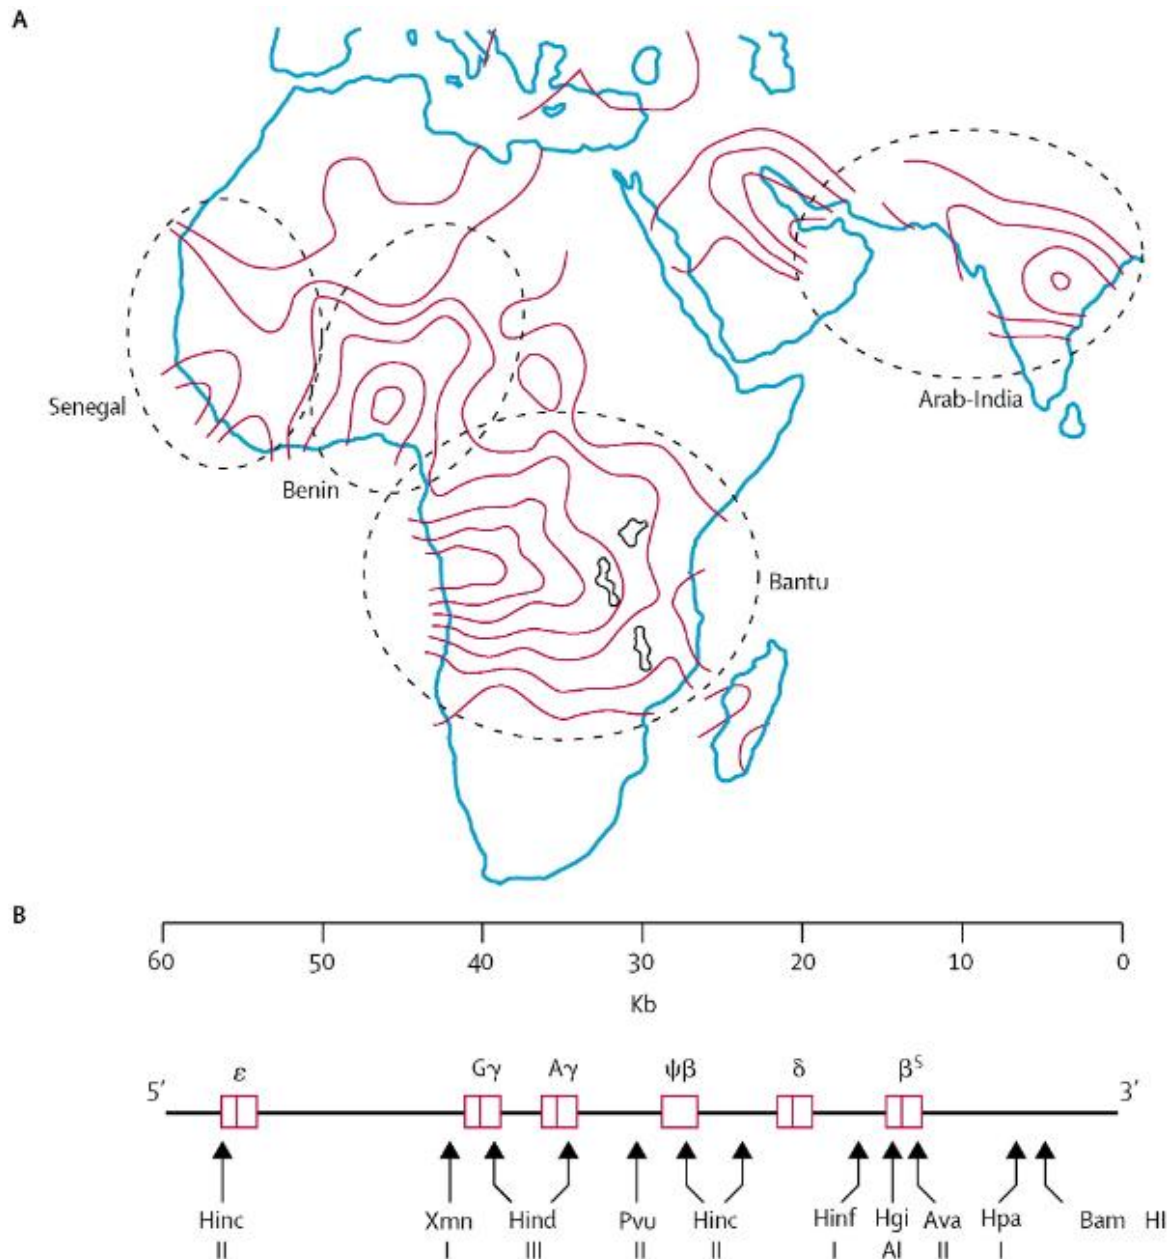 A
Senegal
Benin
Arab-India
Bantu
B
60 50 40 30 20 10 0
Kb
5′ ε Gγ Aγ ψβ δ βS 3′
Hinc Xmn Hind Pvu Hinc Hinf Hgi Ava Hpa Bam HI
II I III II II I AI II I